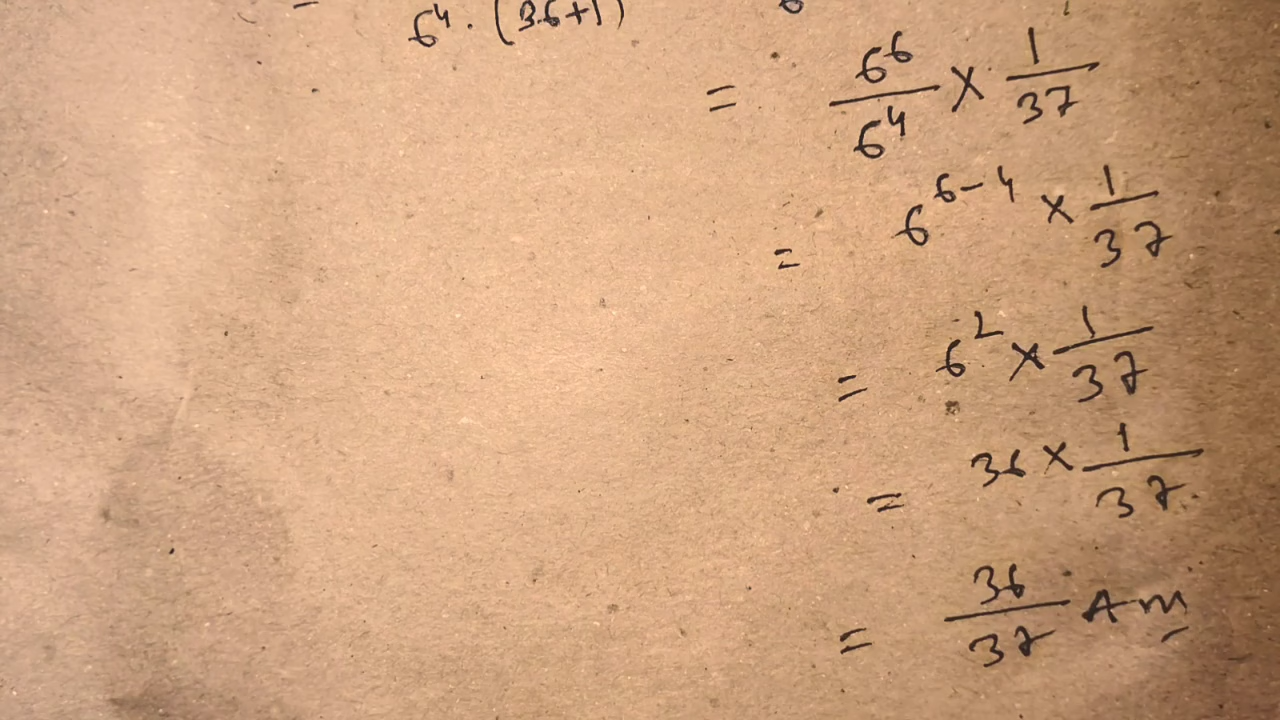 = 6⁴ · (36+1) 6
= 6⁶/6⁴ × 1/37
= 6⁶⁻⁴ × 1/37
= 6² × 1/37
= 36 × 1/37
= 36/37 Ans